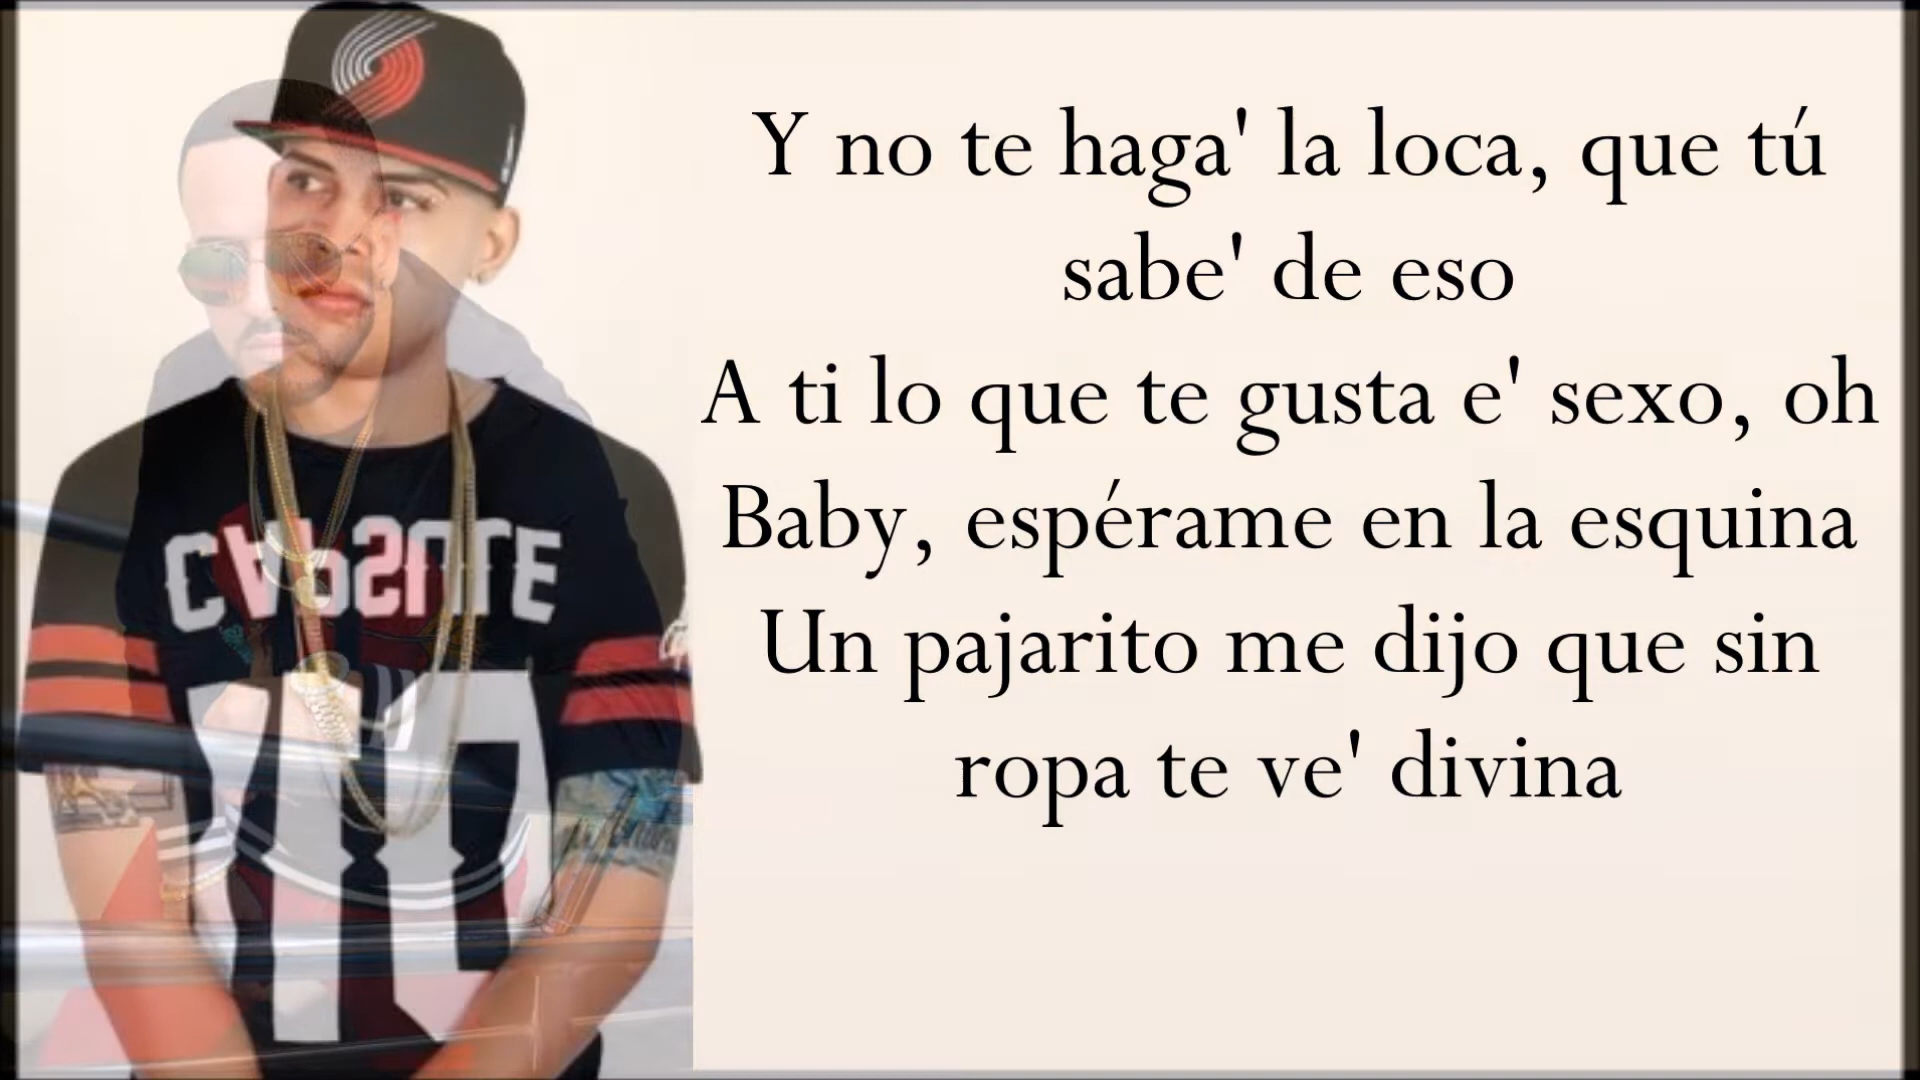 Y no te haga' la loca, que tú
sabe' de eso
A ti lo que te gusta e' sexo, oh
Baby, espérame en la esquina
Un pajarito me dijo que sin
ropa te ve' divina